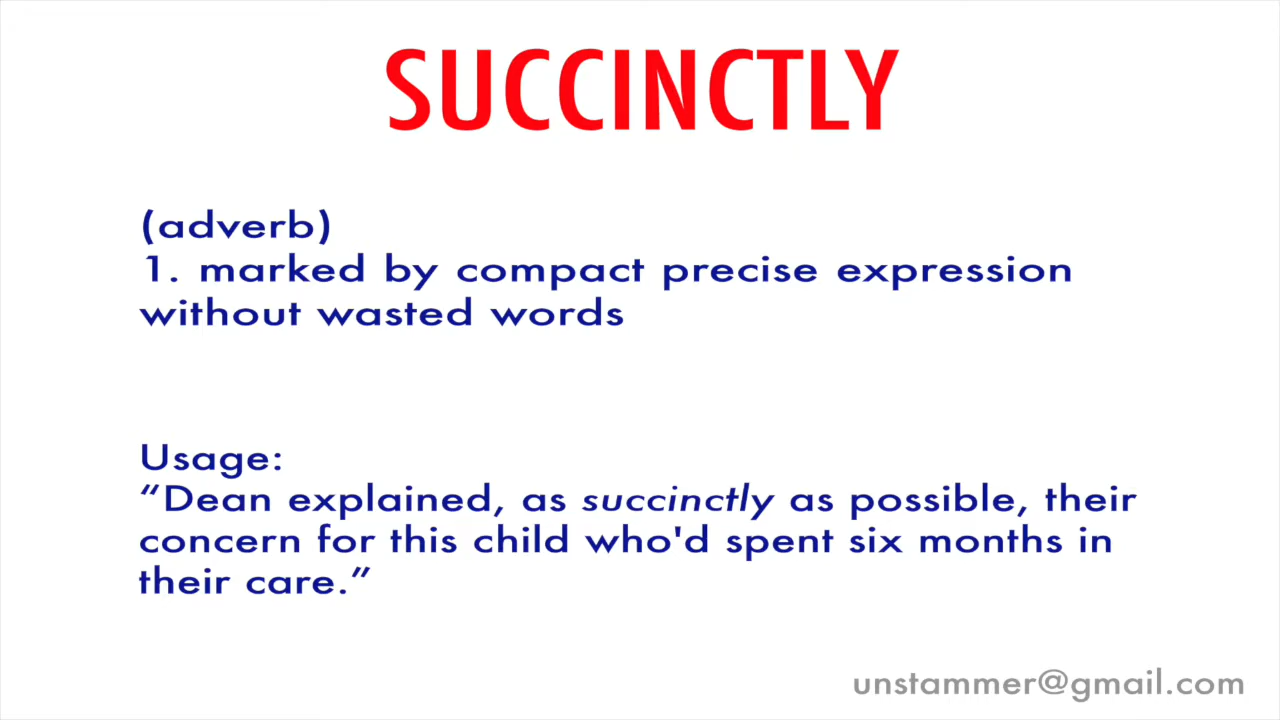 SUCCINCTLY
(adverb)
1. marked by compact precise expression
without wasted words
Usage:
“Dean explained, as succinctly as possible, their
concern for this child who'd spent six months in
their care.”
unstammer@gmail.com